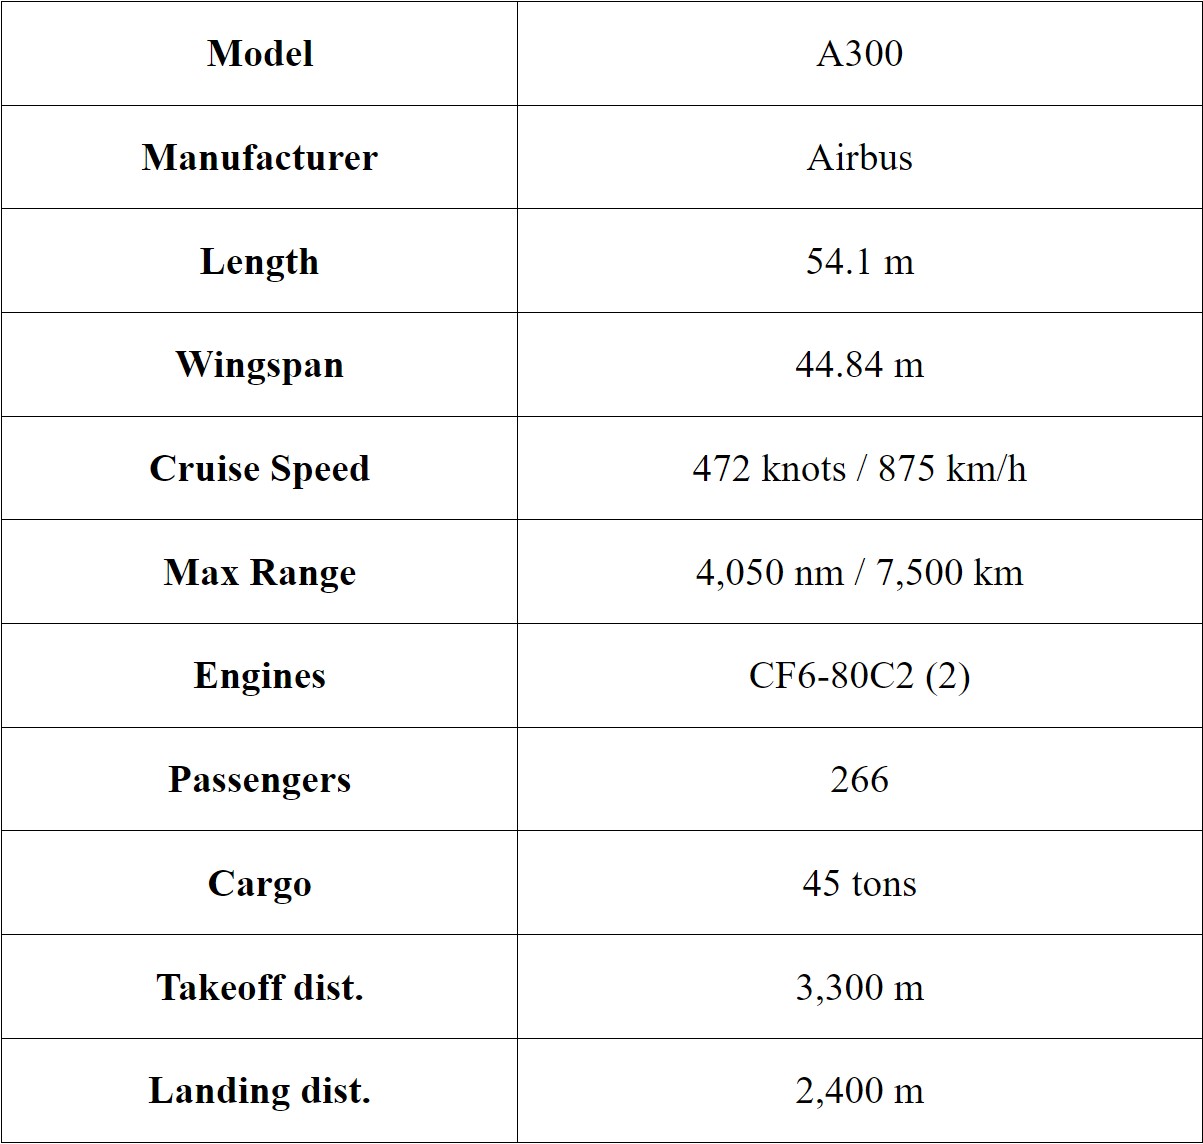 Model A300
Manufacturer Airbus
Length 54.1 m
Wingspan 44.84 m
Cruise Speed 472 knots / 875 km/h
Max Range 4,050 nm / 7,500 km
Engines CF6-80C2 (2)
Passengers 266
Cargo 45 tons
Takeoff dist. 3,300 m
Landing dist. 2,400 m